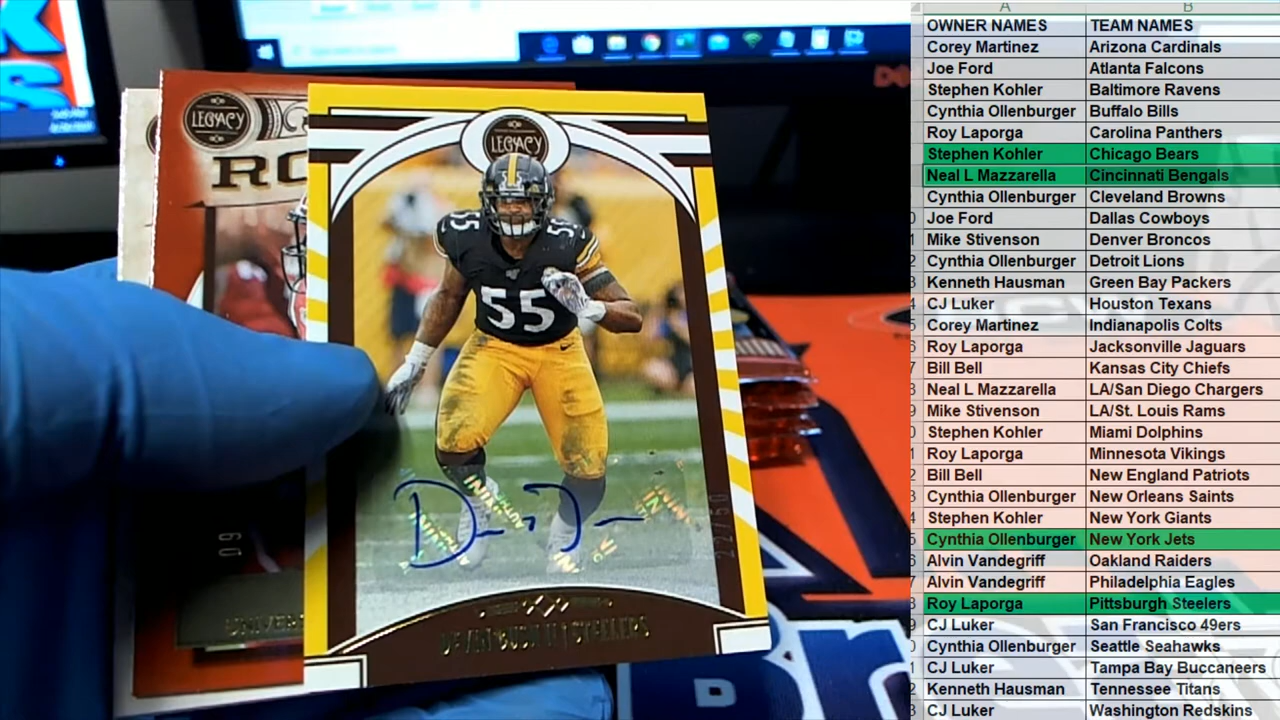 LEGACY
RO
LEGACY
55
55
55
22/50
60
UNIVERS
DEVIN BUSH JR | STEELERS
OWNER NAMES TEAM NAMES
Corey Martinez Arizona Cardinals
Joe Ford Atlanta Falcons
Stephen Kohler Baltimore Ravens
Cynthia Ollenburger Buffalo Bills
Roy Laporga Carolina Panthers
Stephen Kohler Chicago Bears
Neal L Mazzarella Cincinnati Bengals
Cynthia Ollenburger Cleveland Browns
Joe Ford Dallas Cowboys
Mike Stivenson Denver Broncos
Cynthia Ollenburger Detroit Lions
Kenneth Hausman Green Bay Packers
CJ Luker Houston Texans
Corey Martinez Indianapolis Colts
Roy Laporga Jacksonville Jaguars
Bill Bell Kansas City Chiefs
Neal L Mazzarella LA/San Diego Chargers
Mike Stivenson LA/St. Louis Rams
Stephen Kohler Miami Dolphins
Roy Laporga Minnesota Vikings
Bill Bell New England Patriots
Cynthia Ollenburger New Orleans Saints
Stephen Kohler New York Giants
Cynthia Ollenburger New York Jets
Alvin Vandegriff Oakland Raiders
Alvin Vandegriff Philadelphia Eagles
Roy Laporga Pittsburgh Steelers
CJ Luker San Francisco 49ers
Cynthia Ollenburger Seattle Seahawks
CJ Luker Tampa Bay Buccaneers
Kenneth Hausman Tennessee Titans
CJ Luker Washington Redskins